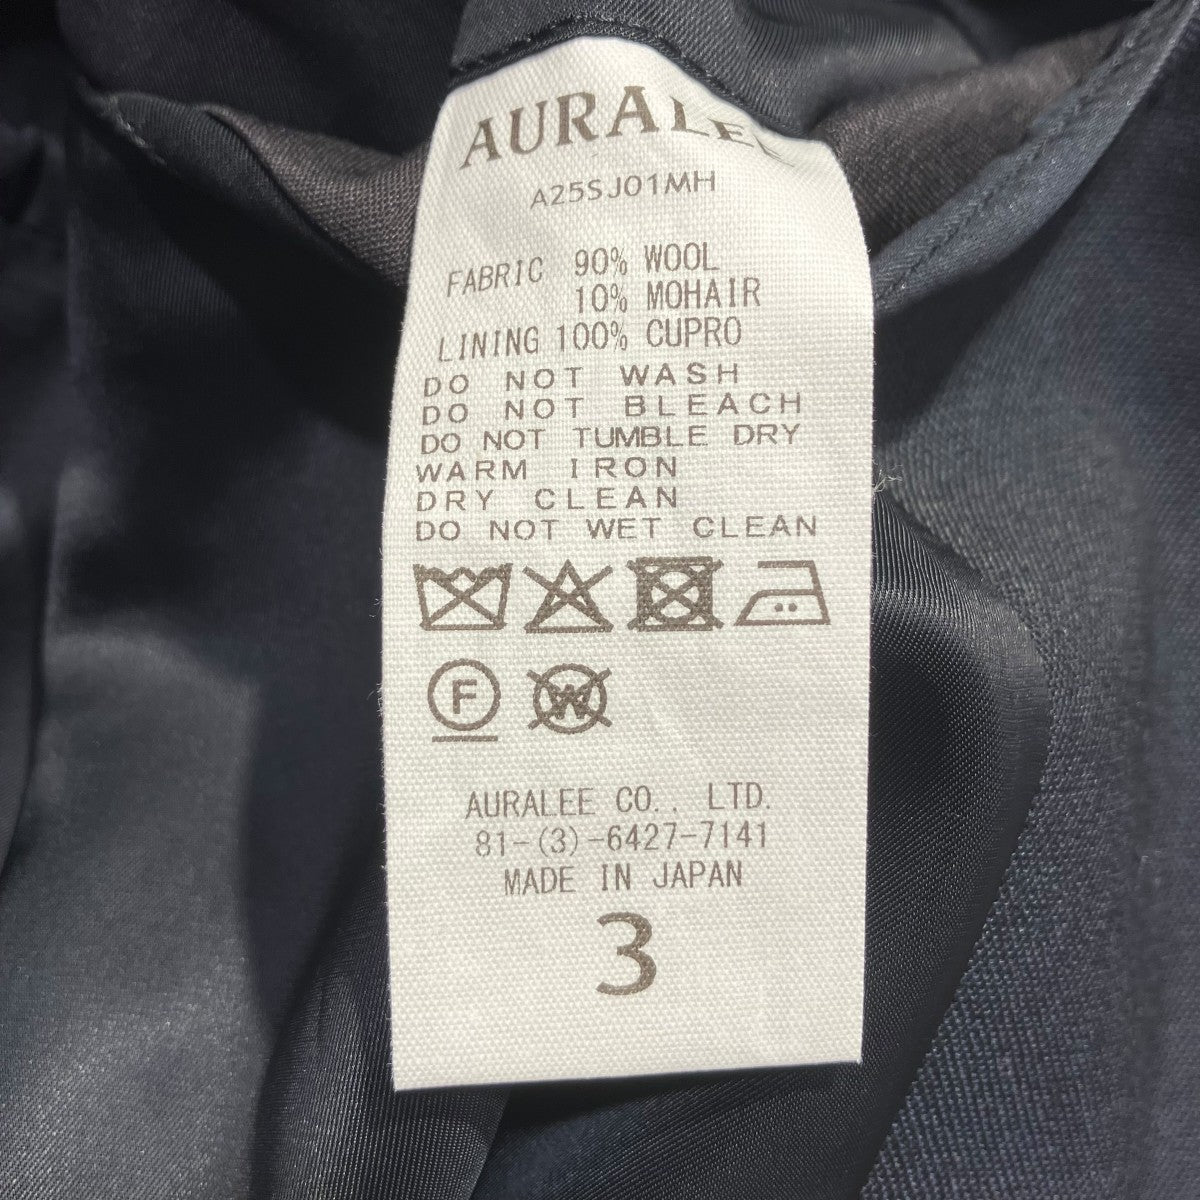 AURALEE
A25SJ01MH
FABRIC 90% WOOL
10% MOHAIR
LINING 100% CUPRO
DO NOT WASH
DO NOT BLEACH
DO NOT TUMBLE DRY
WARM IRON
DRY CLEAN
DO NOT WET CLEAN
F W
AURALEE CO., LTD.
81-(3)-6427-7141
MADE IN JAPAN
3